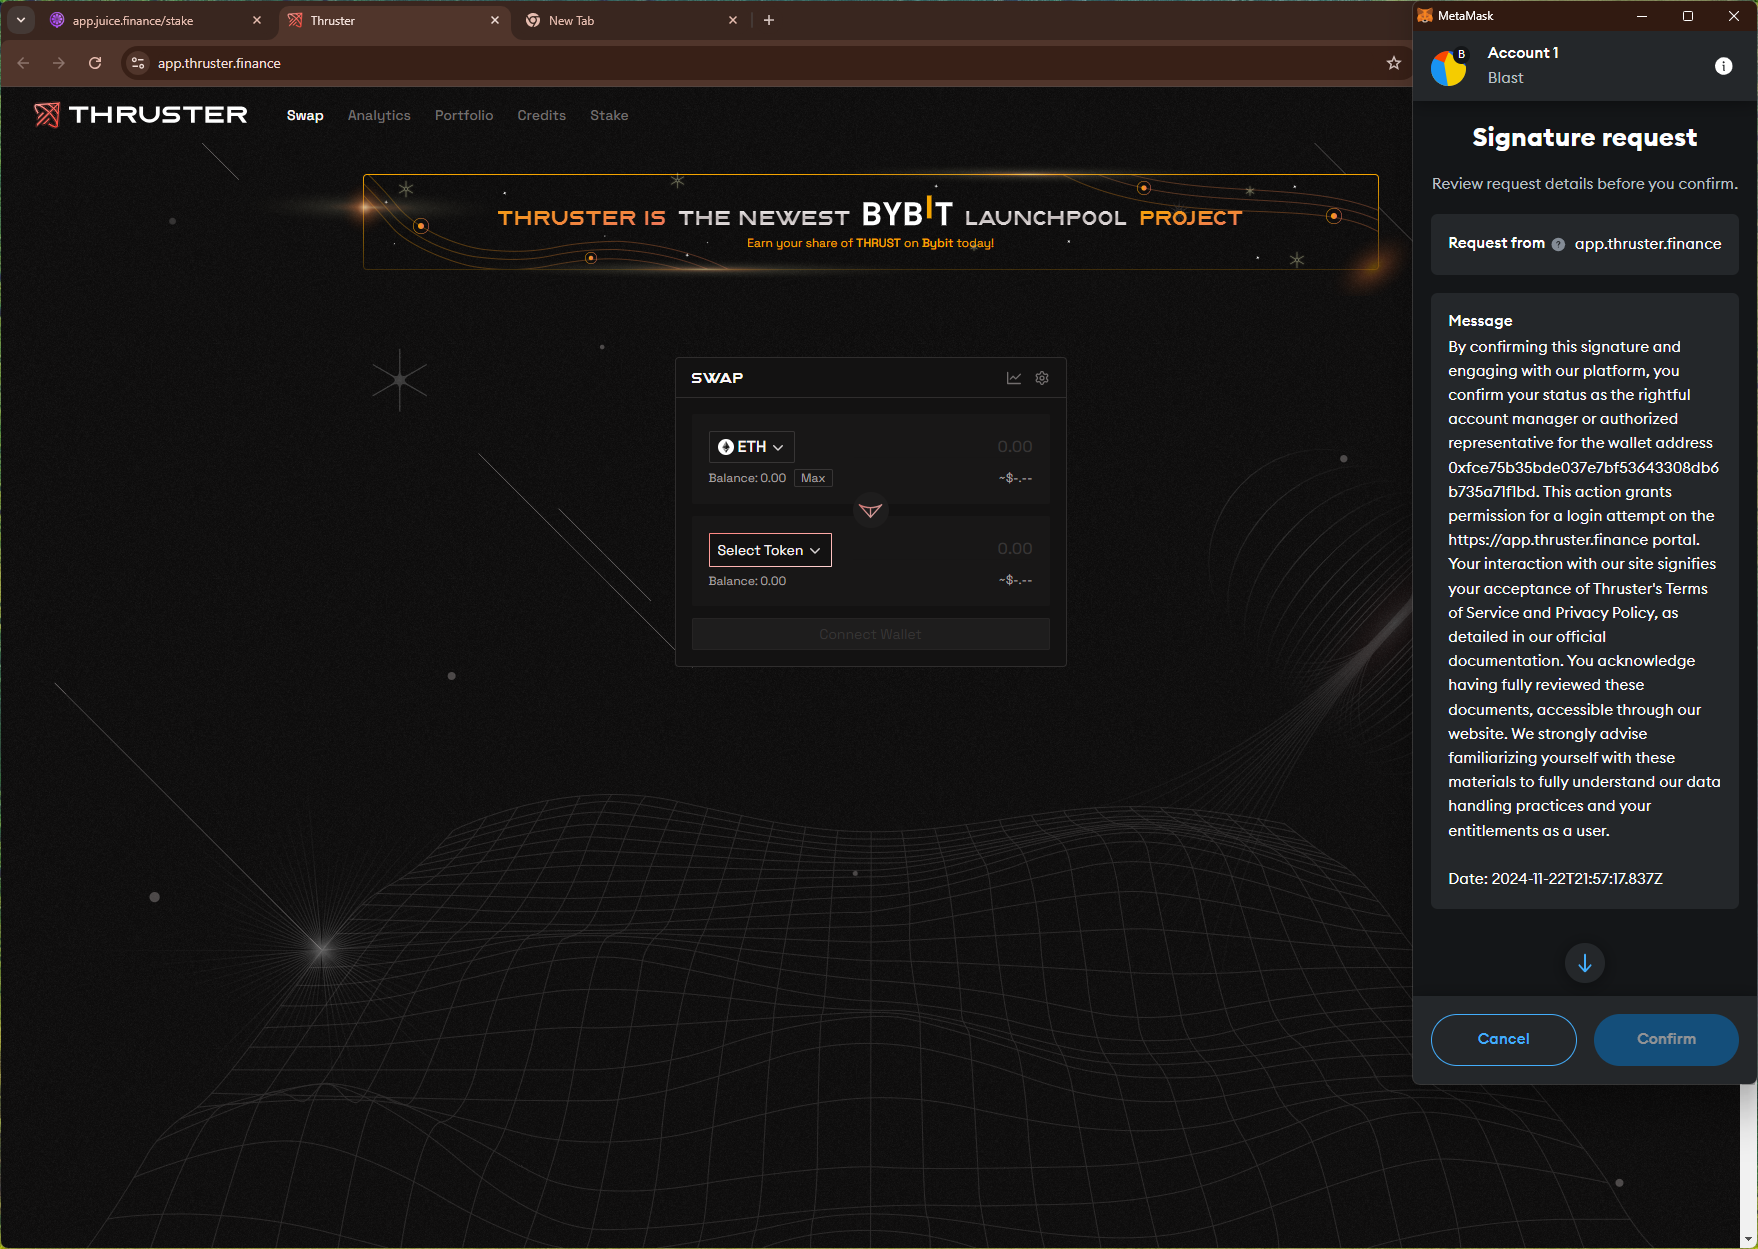 app.juice.finance/stake
Thruster
New Tab
app.thruster.finance
THRUSTER
Swap
Analytics
Portfolio
Credits
Stake
THRUSTER IS THE NEWEST BYBIT LAUNCHPOOL PROJECT
Earn your share of THRUST on Bybit today!
SWAP
ETH
0.00
Balance: 0.00
Max
~$-.--
Select Token
0.00
Balance: 0.00
~$-.--
Connect Wallet
MetaMask
B
Account 1
Blast
Signature request
Review request details before you confirm.
Request from
app.thruster.finance
Message
By confirming this signature and
engaging with our platform, you
confirm your status as the rightful
account manager or authorized
representative for the wallet address
0xfce75b35bde037e7bf53643308db6
b735a71f1bd. This action grants
permission for a login attempt on the
https://app.thruster.finance portal.
Your interaction with our site signifies
your acceptance of Thruster's Terms
of Service and Privacy Policy, as
detailed in our official
documentation. You acknowledge
having fully reviewed these
documents, accessible through our
website. We strongly advise
familiarizing yourself with these
materials to fully understand our data
handling practices and your
entitlements as a user.
Date: 2024-11-22T21:57:17.837Z
Cancel
Confirm